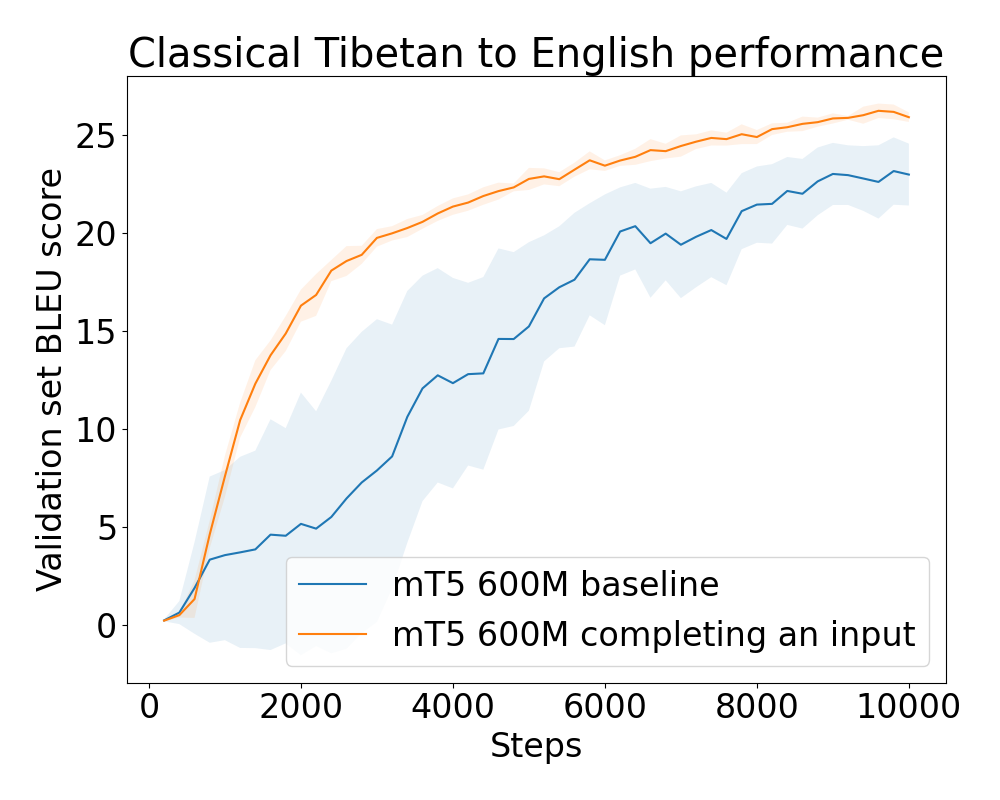 Classical Tibetan to English performance
Validation set BLEU score
25
20
15
10
5
0
mT5 600M baseline
mT5 600M completing an input
0 2000 4000 6000 8000 10000
Steps